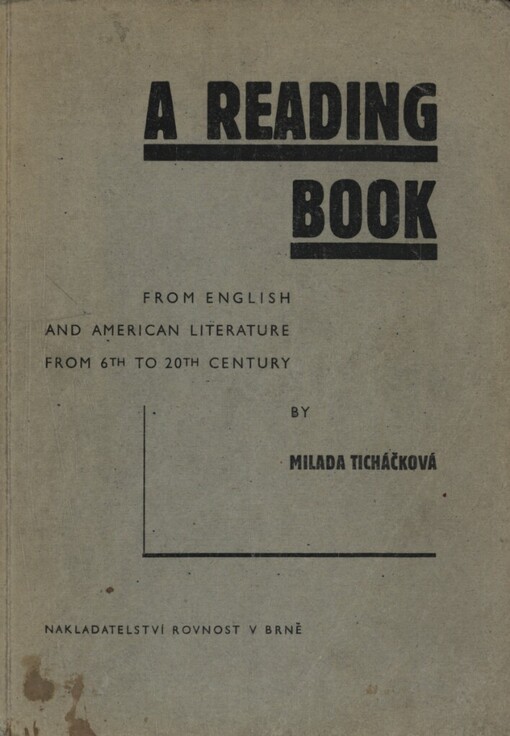 A READING
BOOK
FROM ENGLISH
AND AMERICAN LITERATURE
FROM 6TH TO 20TH CENTURY
BY
MILADA TICHÁČKOVÁ
NAKLADATELSTVÍ ROVNOST V BRNĚ